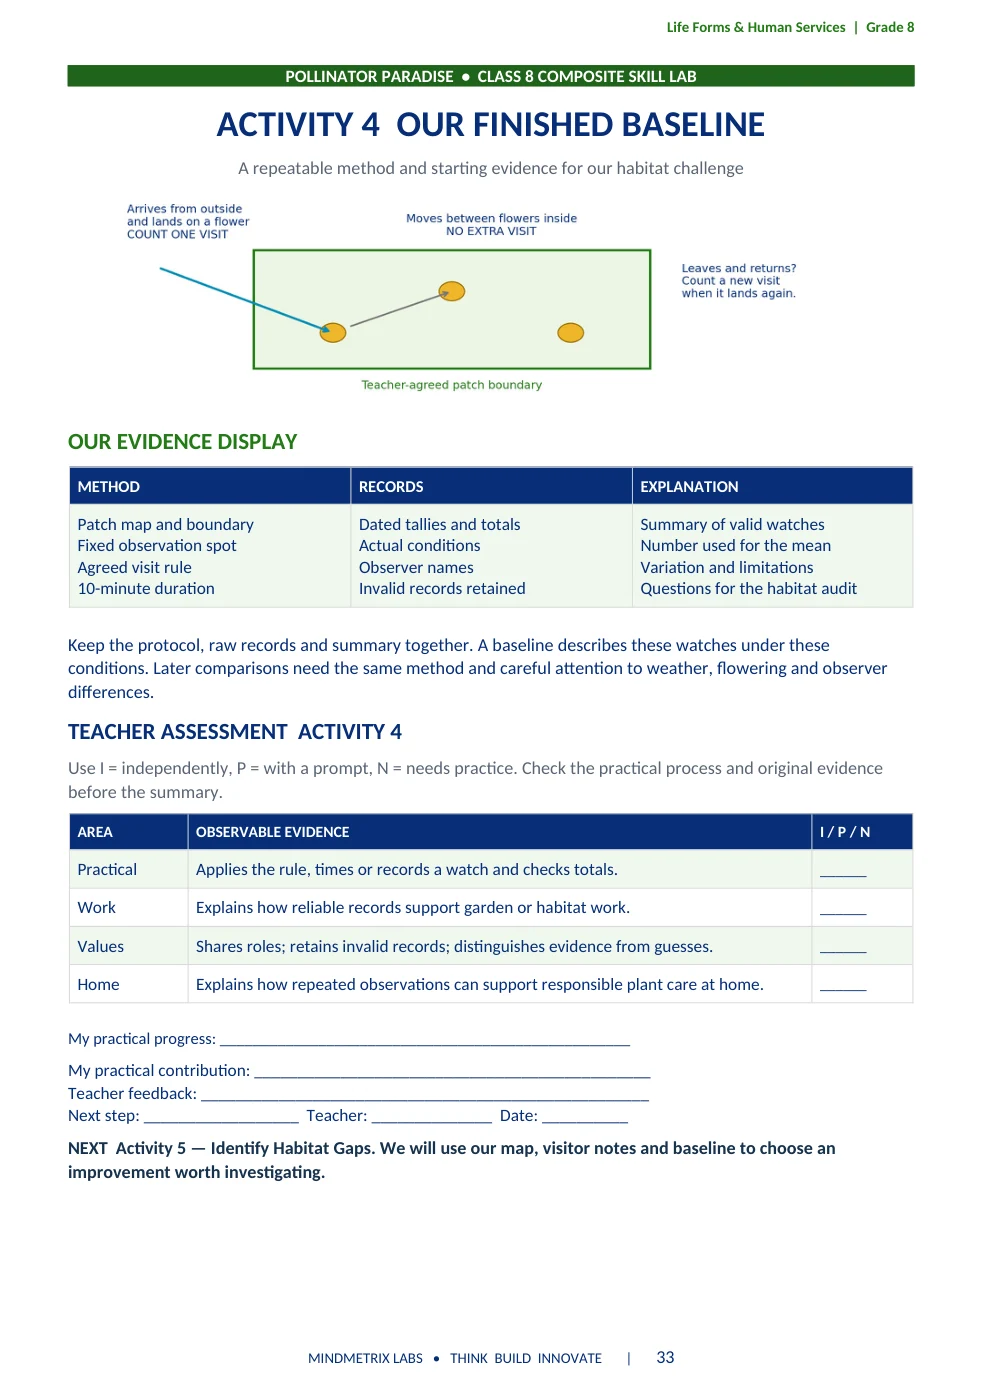 Life Forms & Human Services | Grade 8
POLLINATOR PARADISE ● CLASS 8 COMPOSITE SKILL LAB
ACTIVITY 4 OUR FINISHED BASELINE
A repeatable method and starting evidence for our habitat challenge
Arrives from outside
and lands on a flower
COUNT ONE VISIT
Moves between flowers inside
NO EXTRA VISIT
Leaves and returns?
Count a new visit
when it lands again.
Teacher-agreed patch boundary
OUR EVIDENCE DISPLAY
METHOD RECORDS EXPLANATION
Patch map and boundary Dated tallies and totals Summary of valid watches
Fixed observation spot Actual conditions Number used for the mean
Agreed visit rule Observer names Variation and limitations
10-minute duration Invalid records retained Questions for the habitat audit
Keep the protocol, raw records and summary together. A baseline describes these watches under these
conditions. Later comparisons need the same method and careful attention to weather, flowering and observer
differences.
TEACHER ASSESSMENT ACTIVITY 4
Use I = independently, P = with a prompt, N = needs practice. Check the practical process and original evidence
before the summary.
AREA OBSERVABLE EVIDENCE I / P / N
Practical Applies the rule, times or records a watch and checks totals. ______
Work Explains how reliable records support garden or habitat work. ______
Values Shares roles; retains invalid records; distinguishes evidence from guesses. ______
Home Explains how repeated observations can support responsible plant care at home. ______
My practical progress: ________________________________________________
My practical contribution: ______________________________________________
Teacher feedback: ____________________________________________________
Next step: __________________ Teacher: ______________ Date: __________
NEXT Activity 5 — Identify Habitat Gaps. We will use our map, visitor notes and baseline to choose an
improvement worth investigating.
MINDMETRIX LABS ● THINK BUILD INNOVATE | 33